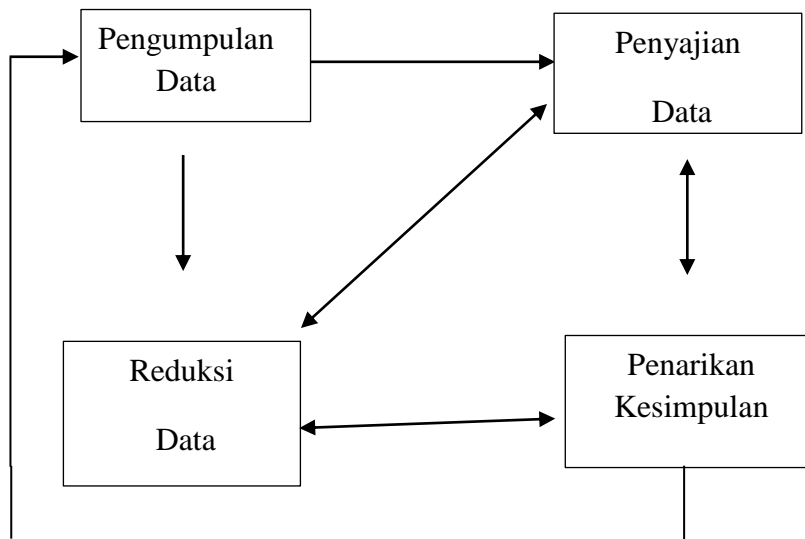 Pengumpulan
Data
Penyajian
Data
Reduksi
Data
Penarikan
Kesimpulan